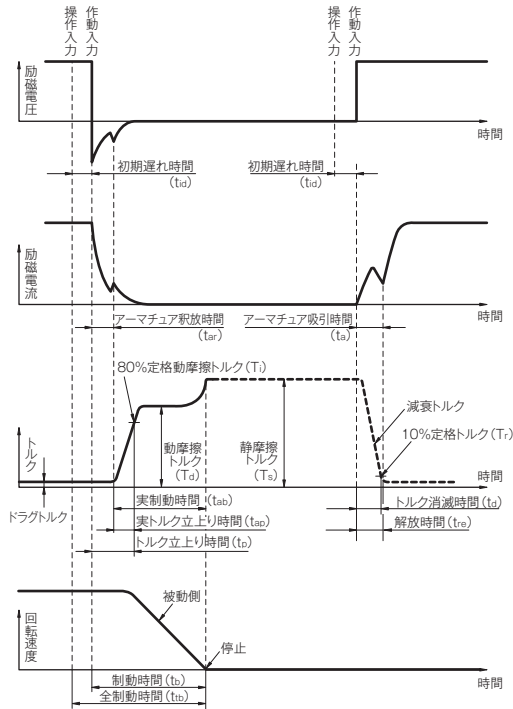 操作入力
作動入力
操作入力
作動入力
励磁電圧
時間
初期遅れ時間
(tid)
初期遅れ時間
(tid)
励磁電流
時間
アーマチュア釈放時間
(tar)
アーマチュア吸引時間
(ta)
80%定格動摩擦トルク(Ti)
減衰トルク
10%定格トルク(Tr)
トルク
動摩擦
トルク
(Td)
静摩擦
トルク
(Ts)
時間
ドラグトルク
実制動時間(tab)
トルク消滅時間(td)
実トルク立上り時間(tap)
解放時間(tre)
トルク立上り時間(tp)
被動側
回転速度
停止
時間
制動時間(tb)
全制動時間(ttb)